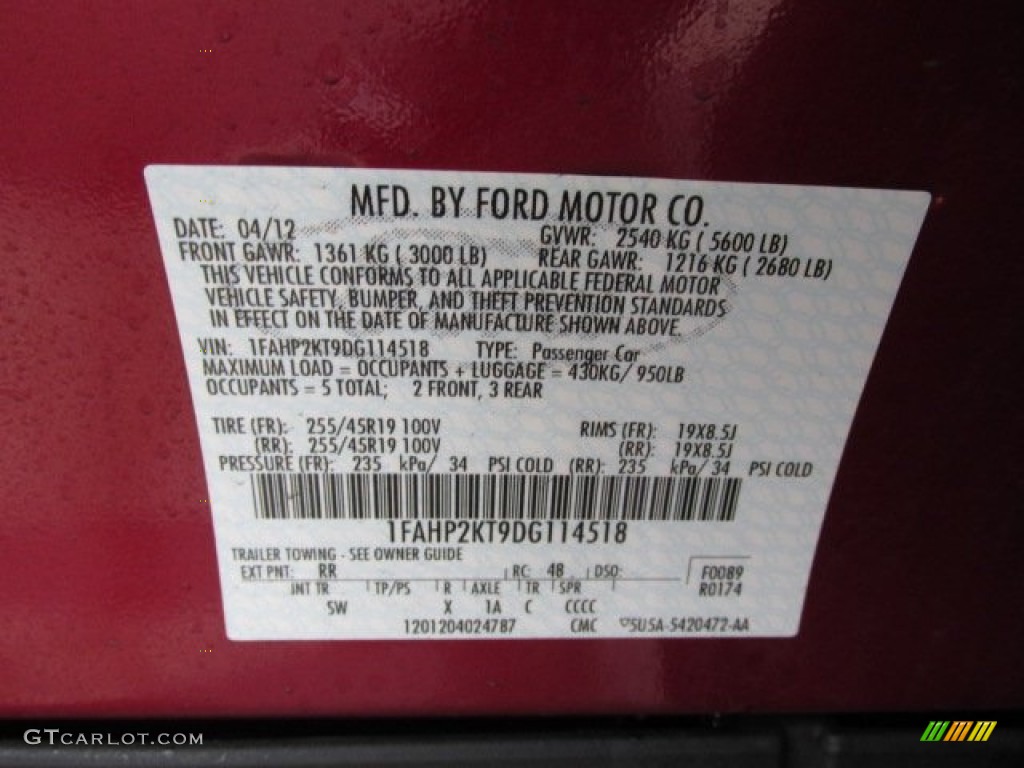 MFD. BY FORD MOTOR CO.
DATE: 04/12 GVWR: 2540 KG ( 5600 LB)
FRONT GAWR: 1361 KG ( 3000 LB) REAR GAWR: 1216 KG ( 2680 LB)
THIS VEHICLE CONFORMS TO ALL APPLICABLE FEDERAL MOTOR
VEHICLE SAFETY, BUMPER, AND THEFT PREVENTION STANDARDS
IN EFFECT ON THE DATE OF MANUFACTURE SHOWN ABOVE.
VIN: 1FAHP2KT9DG114518 TYPE: Passenger Car
MAXIMUM LOAD = OCCUPANTS + LUGGAGE = 430KG/ 950LB
OCCUPANTS = 5 TOTAL; 2 FRONT, 3 REAR
TIRE (FR): 255/45R19 100V RIMS (FR): 19X8.5J
(RR): 255/45R19 100V (RR): 19X8.5J
PRESSURE (FR): 235 kPa/ 34 PSI COLD (RR): 235 kPa/ 34 PSI COLD
1FAHP2KT9DG114518
TRAILER TOWING - SEE OWNER GUIDE
EXT PNT: RR RC: 48 DSO: F0089
INT TR TP/PS R AXLE TR SPR R0174
5W X 1A C CCCC
1201204024787 CMC ▽5U5A-5420472-AA
GTCARLOT.COM